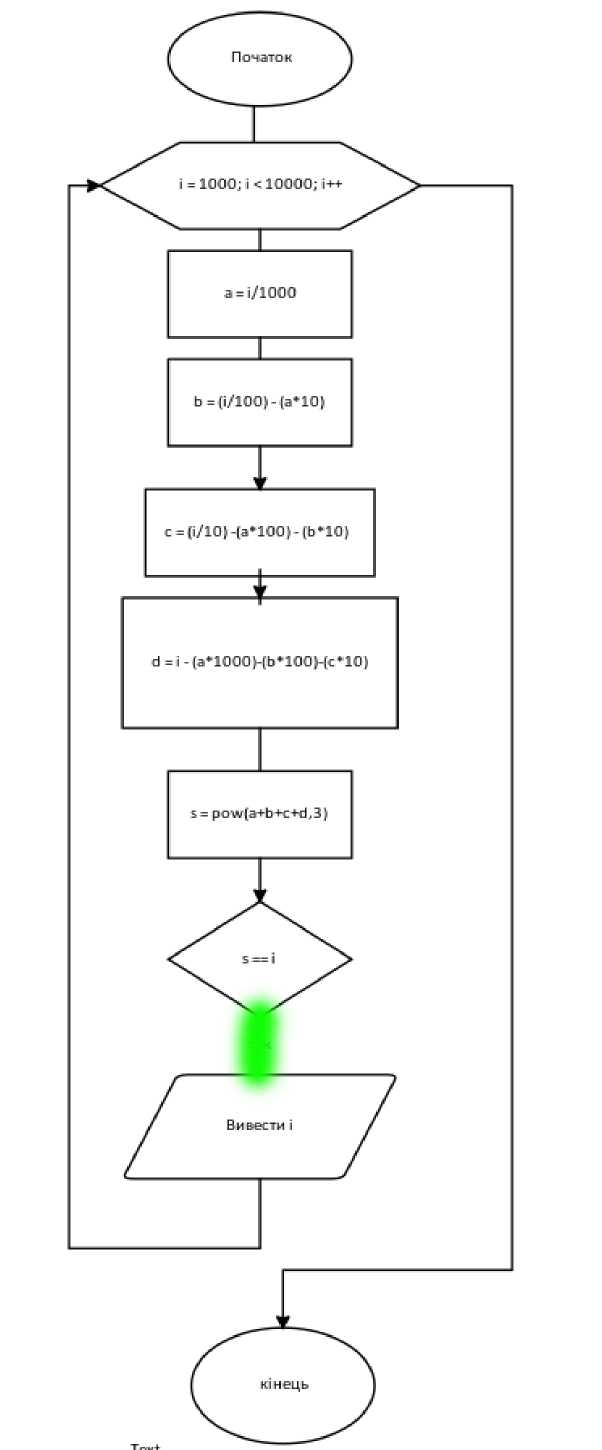 Початок
i = 1000; i < 10000; i++
a = i/1000
b = (i/100) - (a*10)
c = (i/10) -(a*100) - (b*10)
d = i - (a*1000)-(b*100)-(c*10)
s = pow(a+b+c+d,3)
s == i
Вивести i
кінець
Text